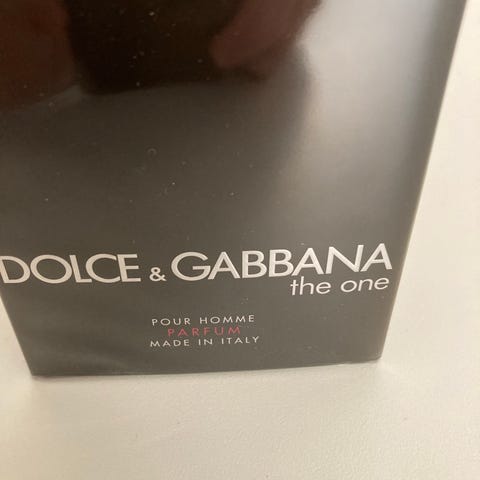 DOLCE & GABBANA
the one
POUR HOMME
PARFUM
MADE IN ITALY